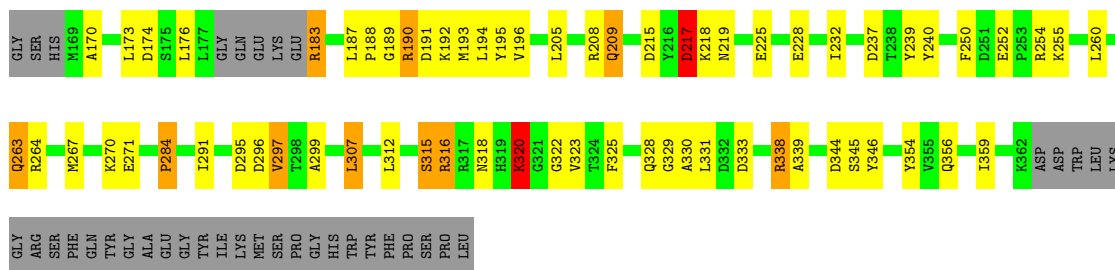 GLY SER HIS M169 A170 L173 D174 S175 L176 L177 GLY GLN GLU LYS GLU R183 L187 P188 G189 R190 D191 K192 M193 L194 Y195 V196 L205 R208 Q209 D215 Y216 D217 K218 N219 E225 E228 I232 D237 T238 Y239 Y240 F250 D251 E252 P253 R254 K255 L260
Q263 R264 M267 K270 E271 P284 I291 D295 D296 V297 T298 A299 L307 L312 S315 R316 R317 N318 H319 K320 G321 G322 V323 T324 F325 Q328 G329 A330 L331 D332 D333 R338 A339 D344 S345 Y346 Y354 V355 Q356 I359 K362 ASP ASP TRP LEU LYS
GLY ARG SER PHE GLN TYR GLY ALA GLU GLY TYR ILE LYS MET SER PRO GLY HIS TRP TYR PHE PRO SER PRO LEU